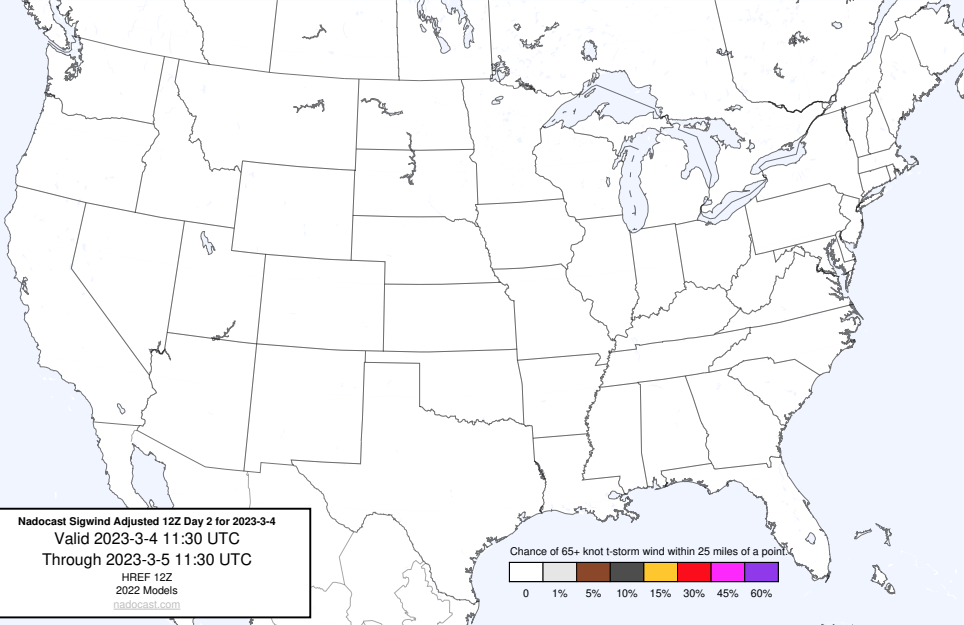 Nadocast Sigwind Adjusted 12Z Day 2 for 2023-3-4
Valid 2023-3-4 11:30 UTC
Through 2023-3-5 11:30 UTC
HREF 12Z
2022 Models
nadocast.com
Chance of 65+ knot t-storm wind within 25 miles of a point.
0 1% 5% 10% 15% 30% 45% 60%